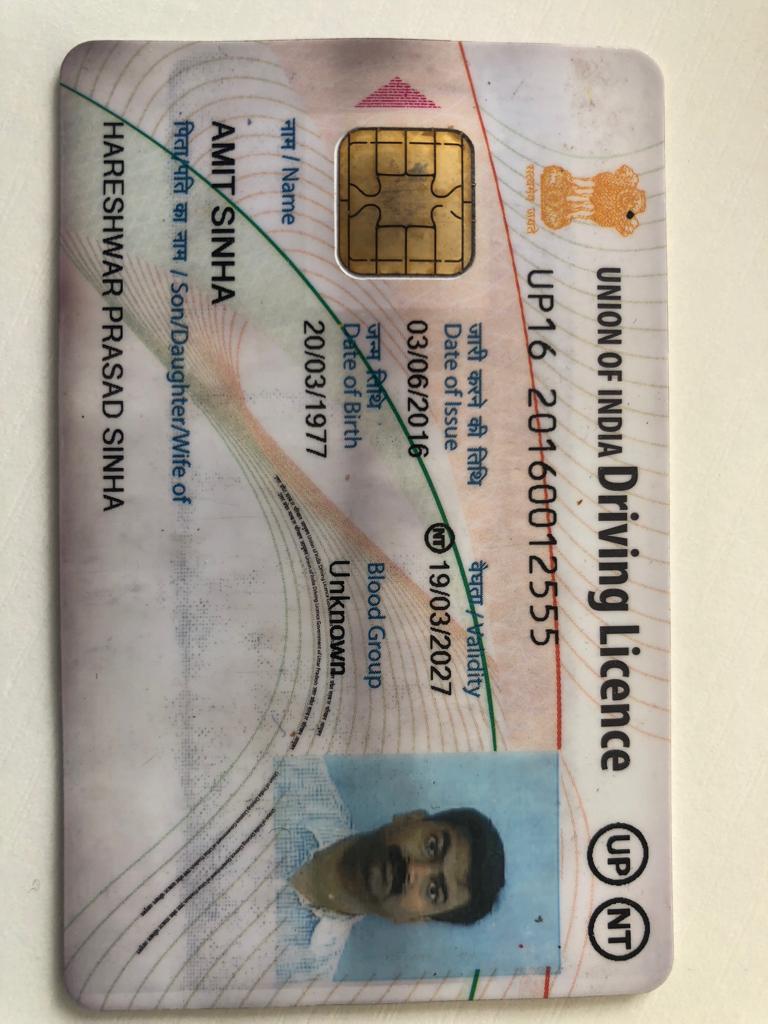 UNION OF INDIA Driving Licence
UP NT
सत्यमेव जयते
UP16 20160012555
जारी करने की तिथि
वैधता / Validity
Date of Issue
03/06/2016
NT 19/03/2027
जन्म तिथि
Blood Group
Date of Birth
Unknown
20/03/1977
नाम / Name
AMIT SINHA
पिता/पति का नाम / Son/Daughter/Wife of
HARESHWAR PRASAD SINHA